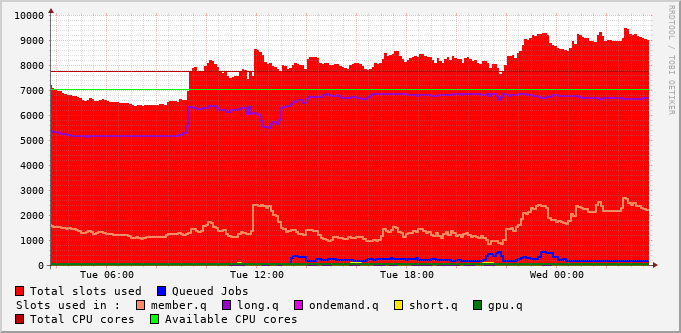 RRDTOOL / TOBI OETIKER
10000
9000
8000
7000
6000
5000
4000
3000
2000
1000
0
Tue 06:00 Tue 12:00 Tue 18:00 Wed 00:00
Total slots used Queued Jobs
Slots used in : member.q long.q ondemand.q short.q gpu.q
Total CPU cores Available CPU cores